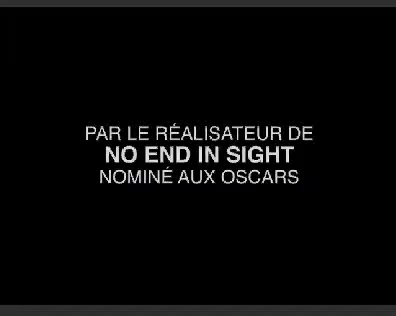 PAR LE RÉALISATEUR DE
NO END IN SIGHT
NOMINÉ AUX OSCARS